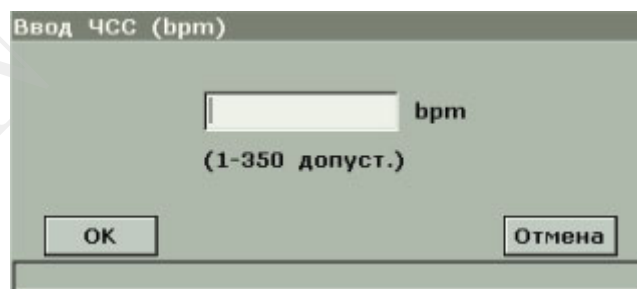 Ввод ЧСС (bpm)
bpm
(1-350 допуст.)
OK
Отмена